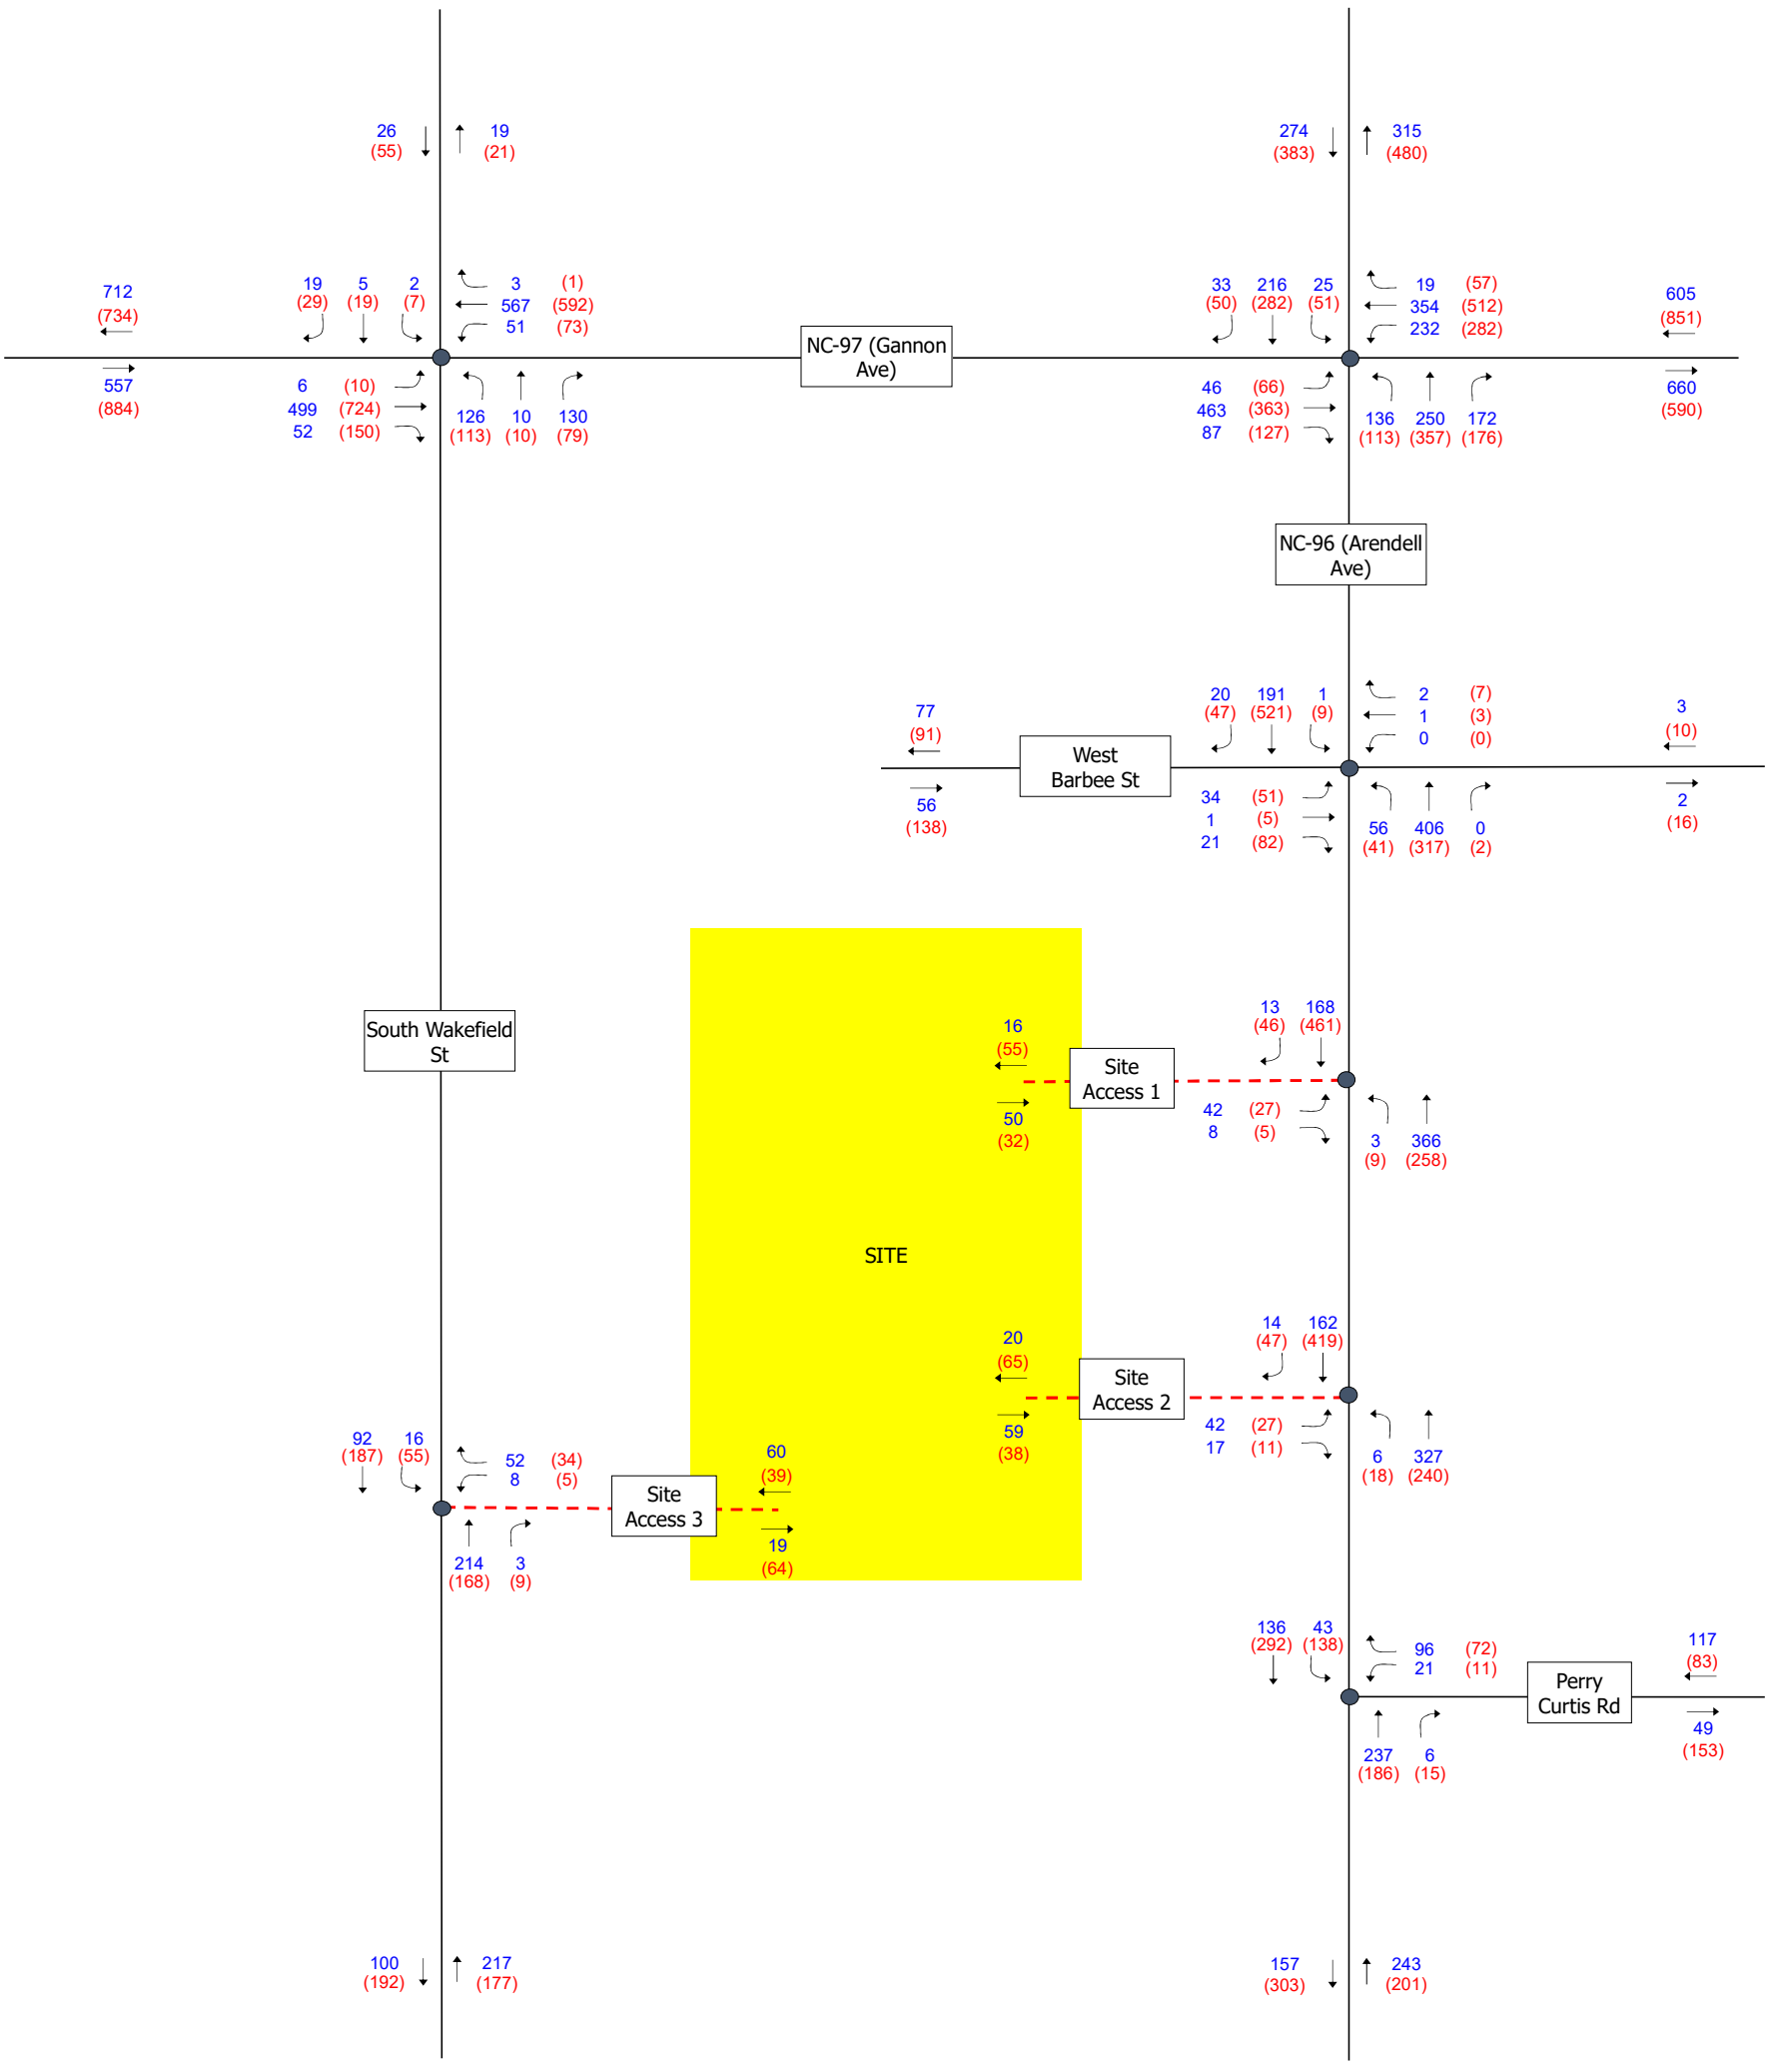 26 19 274 315
(55) (21) (383) (480)
712
(734)
19 5 2 3 (1)
(29) (19) (7) 567 (592)
51 (73)
33 216 25 19 (57)
(50) (282) (51) 354 (512)
232 (282)
605
(851)
NC-97 (Gannon
Ave)
557
(884)
6 (10)
499 (724)
52 (150)
126 10 130
(113) (10) (79)
46 (66)
463 (363)
87 (127)
136 250 172
(113) (357) (176)
660
(590)
NC-96 (Arendell
Ave)
77
(91)
20 191 1
(47) (521) (9)
2 (7)
1 (3)
0 (0)
3
(10)
West
Barbee St
56
(138)
34 (51)
1 (5)
21 (82)
56 406 0
(41) (317) (2)
2
(16)
South Wakefield
St
16
(55)
13 168
(46) (461)
Site
Access 1
50
(32)
42 (27)
8 (5)
3 366
(9) (258)
SITE
20
(65)
14 162
(47) (419)
Site
Access 2
59
(38)
42 (27)
17 (11)
6 327
(18) (240)
92 16
(187) (55)
52 (34)
8 (5)
60
(39)
Site
Access 3
214 3
(168) (9)
19
(64)
136 43
(292) (138)
96 (72)
21 (11)
117
(83)
Perry
Curtis Rd
237 6
(186) (15)
49
(153)
100 217 157 243
(192) (177) (303) (201)